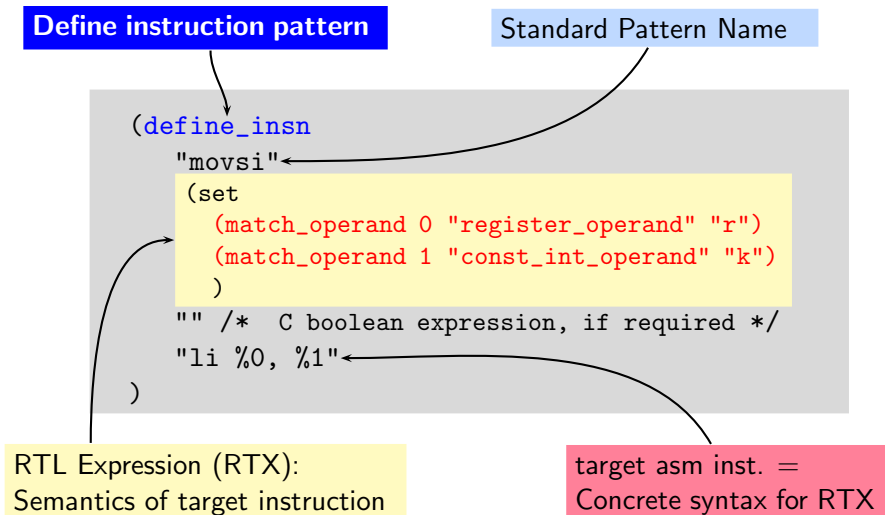 Define instruction pattern
Standard Pattern Name
(define_insn
"movsi"
(set
(match_operand 0 "register_operand" "r")
(match_operand 1 "const_int_operand" "k")
)
"" /* C boolean expression, if required */
"li %0, %1"
)
RTL Expression (RTX):
Semantics of target instruction
target asm inst. =
Concrete syntax for RTX